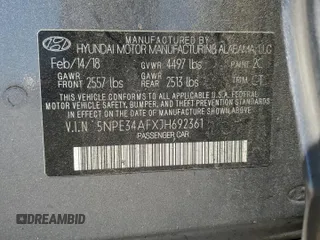 MANUFACTURED BY
HYUNDAI MOTOR MANUFACTURING ALABAMA, LLC
Feb/14/18 GVWR 4497 lbs PAINT 2C
GAWR FRONT 2557 lbs GAWR REAR 2513 lbs TRIM
THIS VEHICLE CONFORMS TO ALL APPLICABLE
FEDERAL MOTOR VEHICLE SAFETY, BUMPER, AND
THEFT PREVENTION STANDARDS IN EFFECT ON
THE DATE OF MANUFACTURE SHOWN ABOVE.
V.I.N 5NPE34AFXJH692361
PASSENGER CAR
DREAMBID